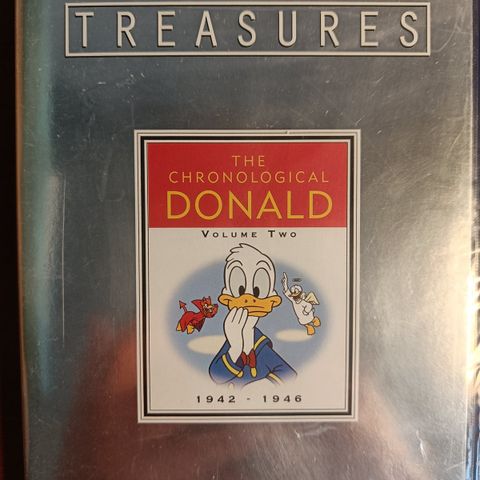 TREASURES
THE
CHRONOLOGICAL
DONALD
VOLUME TWO
1942 - 1946